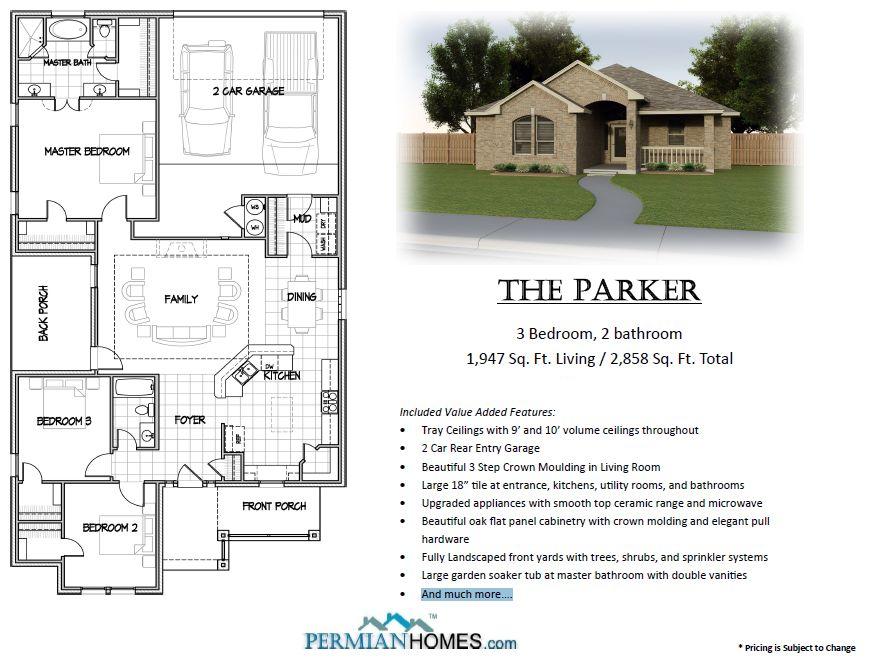 MASTER BATH
2 CAR GARAGE
MASTER BEDROOM
WS
WH
MUD
WASH DRY
BACK PORCH
FAMILY
DINING
DW
KITCHEN
BEDROOM 3
FOYER
REF
FRONT PORCH
BEDROOM 2
THE PARKER
3 Bedroom, 2 bathroom
1,947 Sq. Ft. Living / 2,858 Sq. Ft. Total
Included Value Added Features:
• Tray Ceilings with 9’ and 10’ volume ceilings throughout
• 2 Car Rear Entry Garage
• Beautiful 3 Step Crown Moulding in Living Room
• Large 18” tile at entrance, kitchens, utility rooms, and bathrooms
• Upgraded appliances with smooth top ceramic range and microwave
• Beautiful oak flat panel cabinetry with crown molding and elegant pull
hardware
• Fully Landscaped front yards with trees, shrubs, and sprinkler systems
• Large garden soaker tub at master bathroom with double vanities
• And much more....
PERMIANHOMES.com
TM
* Pricing is Subject to Change